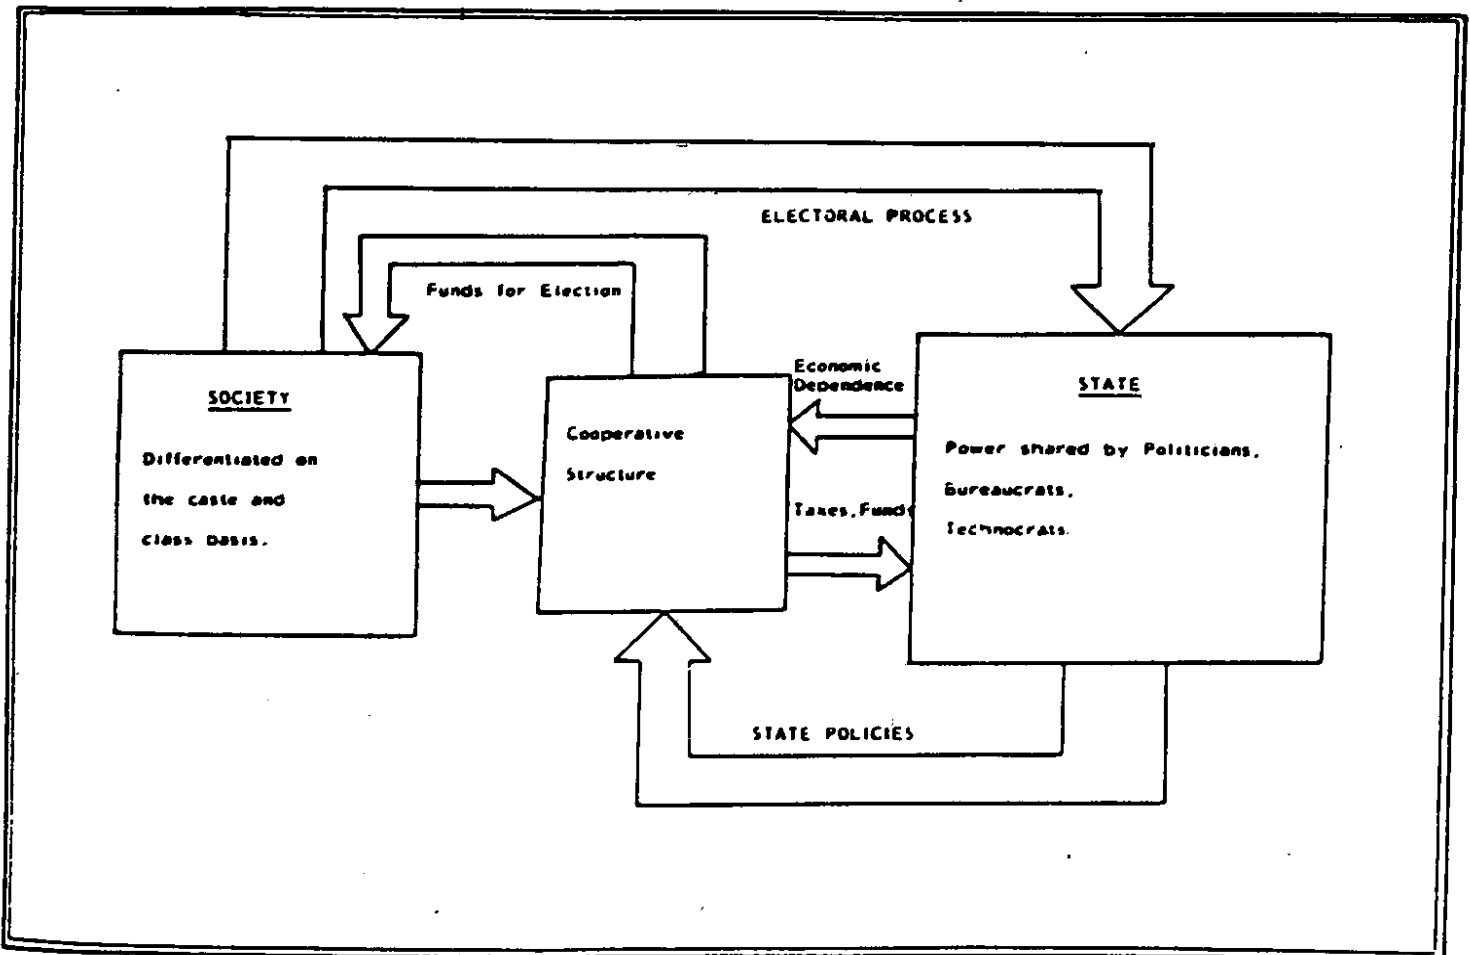 ELECTORAL PROCESS
Funds for Election
SOCIETY
Differentiated on
the caste and
class basis.
Cooperative
Structure
Economic
Dependence
Taxes, Funds
STATE
Power shared by Politicians,
Bureaucrats,
Technocrats.
STATE POLICIES